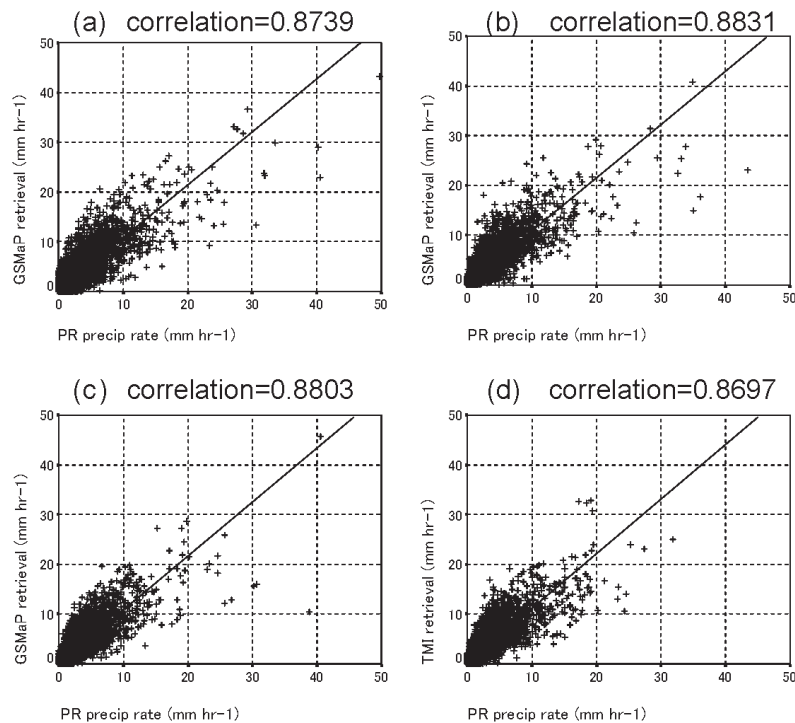 (a) correlation=0.8739
50
40
30
20
10
0
GSMaP retrieval (mm hr-1)
0 10 20 30 40 50
PR precip rate (mm hr-1)
(b) correlation=0.8831
50
40
30
20
10
0
GSMaP retrieval (mm hr-1)
0 10 20 30 40 50
PR precip rate (mm hr-1)
(c) correlation=0.8803
50
40
30
20
10
0
GSMaP retrieval (mm hr-1)
0 10 20 30 40 50
PR precip rate (mm hr-1)
(d) correlation=0.8697
50
40
30
20
10
0
TMI retrieval (mm hr-1)
0 10 20 30 40 50
PR precip rate (mm hr-1)